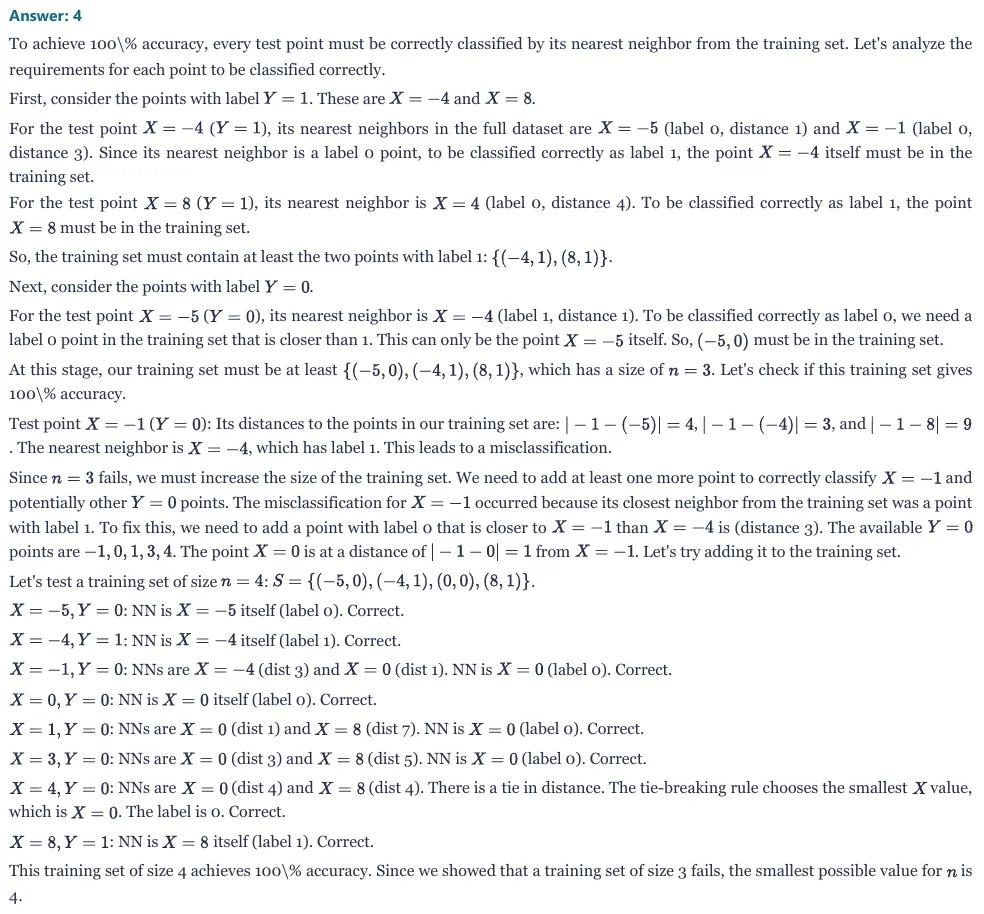 Answer: 4
To achieve 100\% accuracy, every test point must be correctly classified by its nearest neighbor from the training set. Let's analyze the
requirements for each point to be classified correctly.
First, consider the points with label Y = 1. These are X = −4 and X = 8.
For the test point X = −4 (Y = 1), its nearest neighbors in the full dataset are X = −5 (label 0, distance 1) and X = −1 (label 0,
distance 3). Since its nearest neighbor is a label 0 point, to be classified correctly as label 1, the point X = −4 itself must be in the
training set.
For the test point X = 8 (Y = 1), its nearest neighbor is X = 4 (label 0, distance 4). To be classified correctly as label 1, the point
X = 8 must be in the training set.
So, the training set must contain at least the two points with label 1: {(−4, 1), (8, 1)}.
Next, consider the points with label Y = 0.
For the test point X = −5 (Y = 0), its nearest neighbor is X = −4 (label 1, distance 1). To be classified correctly as label 0, we need a
label 0 point in the training set that is closer than 1. This can only be the point X = −5 itself. So, (−5, 0) must be in the training set.
At this stage, our training set must be at least {(−5, 0), (−4, 1), (8, 1)}, which has a size of n = 3. Let's check if this training set gives
100\% accuracy.
Test point X = −1 (Y = 0): Its distances to the points in our training set are: | − 1 − (−5)| = 4, | − 1 − (−4)| = 3, and | − 1 − 8| = 9
. The nearest neighbor is X = −4, which has label 1. This leads to a misclassification.
Since n = 3 fails, we must increase the size of the training set. We need to add at least one more point to correctly classify X = −1 and
potentially other Y = 0 points. The misclassification for X = −1 occurred because its closest neighbor from the training set was a point
with label 1. To fix this, we need to add a point with label 0 that is closer to X = −1 than X = −4 is (distance 3). The available Y = 0
points are −1, 0, 1, 3, 4. The point X = 0 is at a distance of | − 1 − 0| = 1 from X = −1. Let's try adding it to the training set.
Let's test a training set of size n = 4: S = {(−5, 0), (−4, 1), (0, 0), (8, 1)}.
X = −5, Y = 0: NN is X = −5 itself (label 0). Correct.
X = −4, Y = 1: NN is X = −4 itself (label 1). Correct.
X = −1, Y = 0: NNs are X = −4 (dist 3) and X = 0 (dist 1). NN is X = 0 (label 0). Correct.
X = 0, Y = 0: NN is X = 0 itself (label 0). Correct.
X = 1, Y = 0: NNs are X = 0 (dist 1) and X = 8 (dist 7). NN is X = 0 (label 0). Correct.
X = 3, Y = 0: NNs are X = 0 (dist 3) and X = 8 (dist 5). NN is X = 0 (label 0). Correct.
X = 4, Y = 0: NNs are X = 0 (dist 4) and X = 8 (dist 4). There is a tie in distance. The tie-breaking rule chooses the smallest X value,
which is X = 0. The label is 0. Correct.
X = 8, Y = 1: NN is X = 8 itself (label 1). Correct.
This training set of size 4 achieves 100\% accuracy. Since we showed that a training set of size 3 fails, the smallest possible value for n is
4.